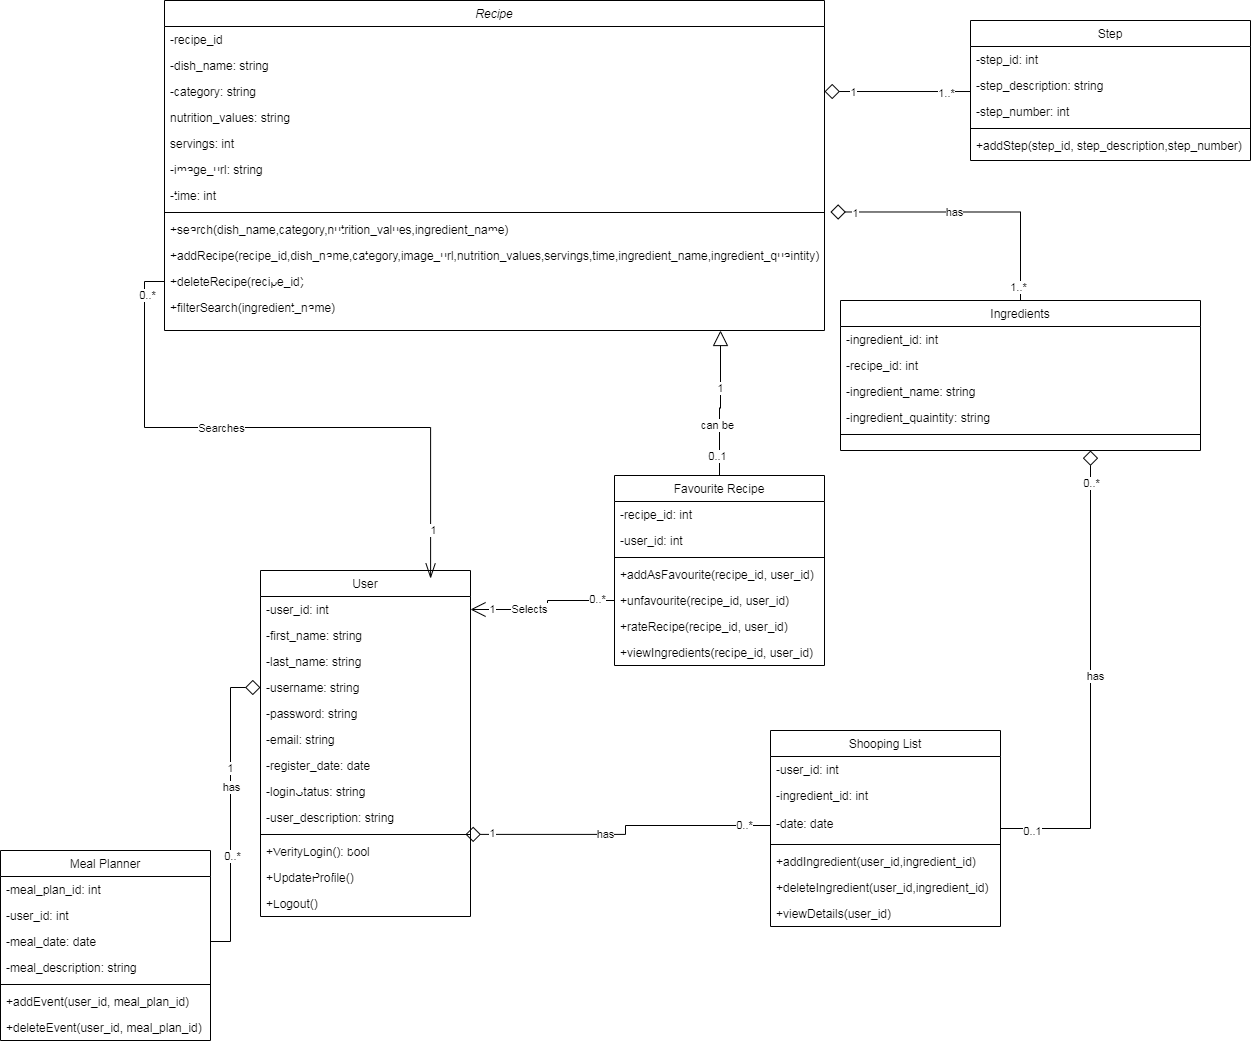 Recipe
-recipe_id
-dish_name: string
-category: string
nutrition_values: string
servings: int
-image_url: string
-time: int
+search(dish_name,category,nutrition_values,ingredient_name)
+addRecipe(recipe_id,dish_name,category,image_url,nutrition_values,servings,time,ingredient_name,ingredient_quaintity)
+deleteRecipe(recipe_id)
+filterSearch(ingredient_name)
1
1..*
Step
-step_id: int
-step_description: string
-step_number: int
+addStep(step_id, step_description,step_number)
1
has
1..*
Ingredients
-ingredient_id: int
-recipe_id: int
-ingredient_name: string
-ingredient_quaintity: string
0..*
Searches
1
1
can be
0..1
Favourite Recipe
-recipe_id: int
-user_id: int
+addAsFavourite(recipe_id, user_id)
+unfavourite(recipe_id, user_id)
+rateRecipe(recipe_id, user_id)
+viewIngredients(recipe_id, user_id)
1
Selects
0..*
User
-user_id: int
-first_name: string
-last_name: string
-username: string
-password: string
-email: string
-register_date: date
-loginStatus: string
-user_description: string
+VerifyLogin(): bool
+UpdateProfile()
+Logout()
0..*
has
0..1
1
has
0..*
Shooping List
-user_id: int
-ingredient_id: int
-date: date
+addIngredient(user_id,ingredient_id)
+deleteIngredient(user_id,ingredient_id)
+viewDetails(user_id)
1
has
0..*
Meal Planner
-meal_plan_id: int
-user_id: int
-meal_date: date
-meal_description: string
+addEvent(user_id, meal_plan_id)
+deleteEvent(user_id, meal_plan_id)